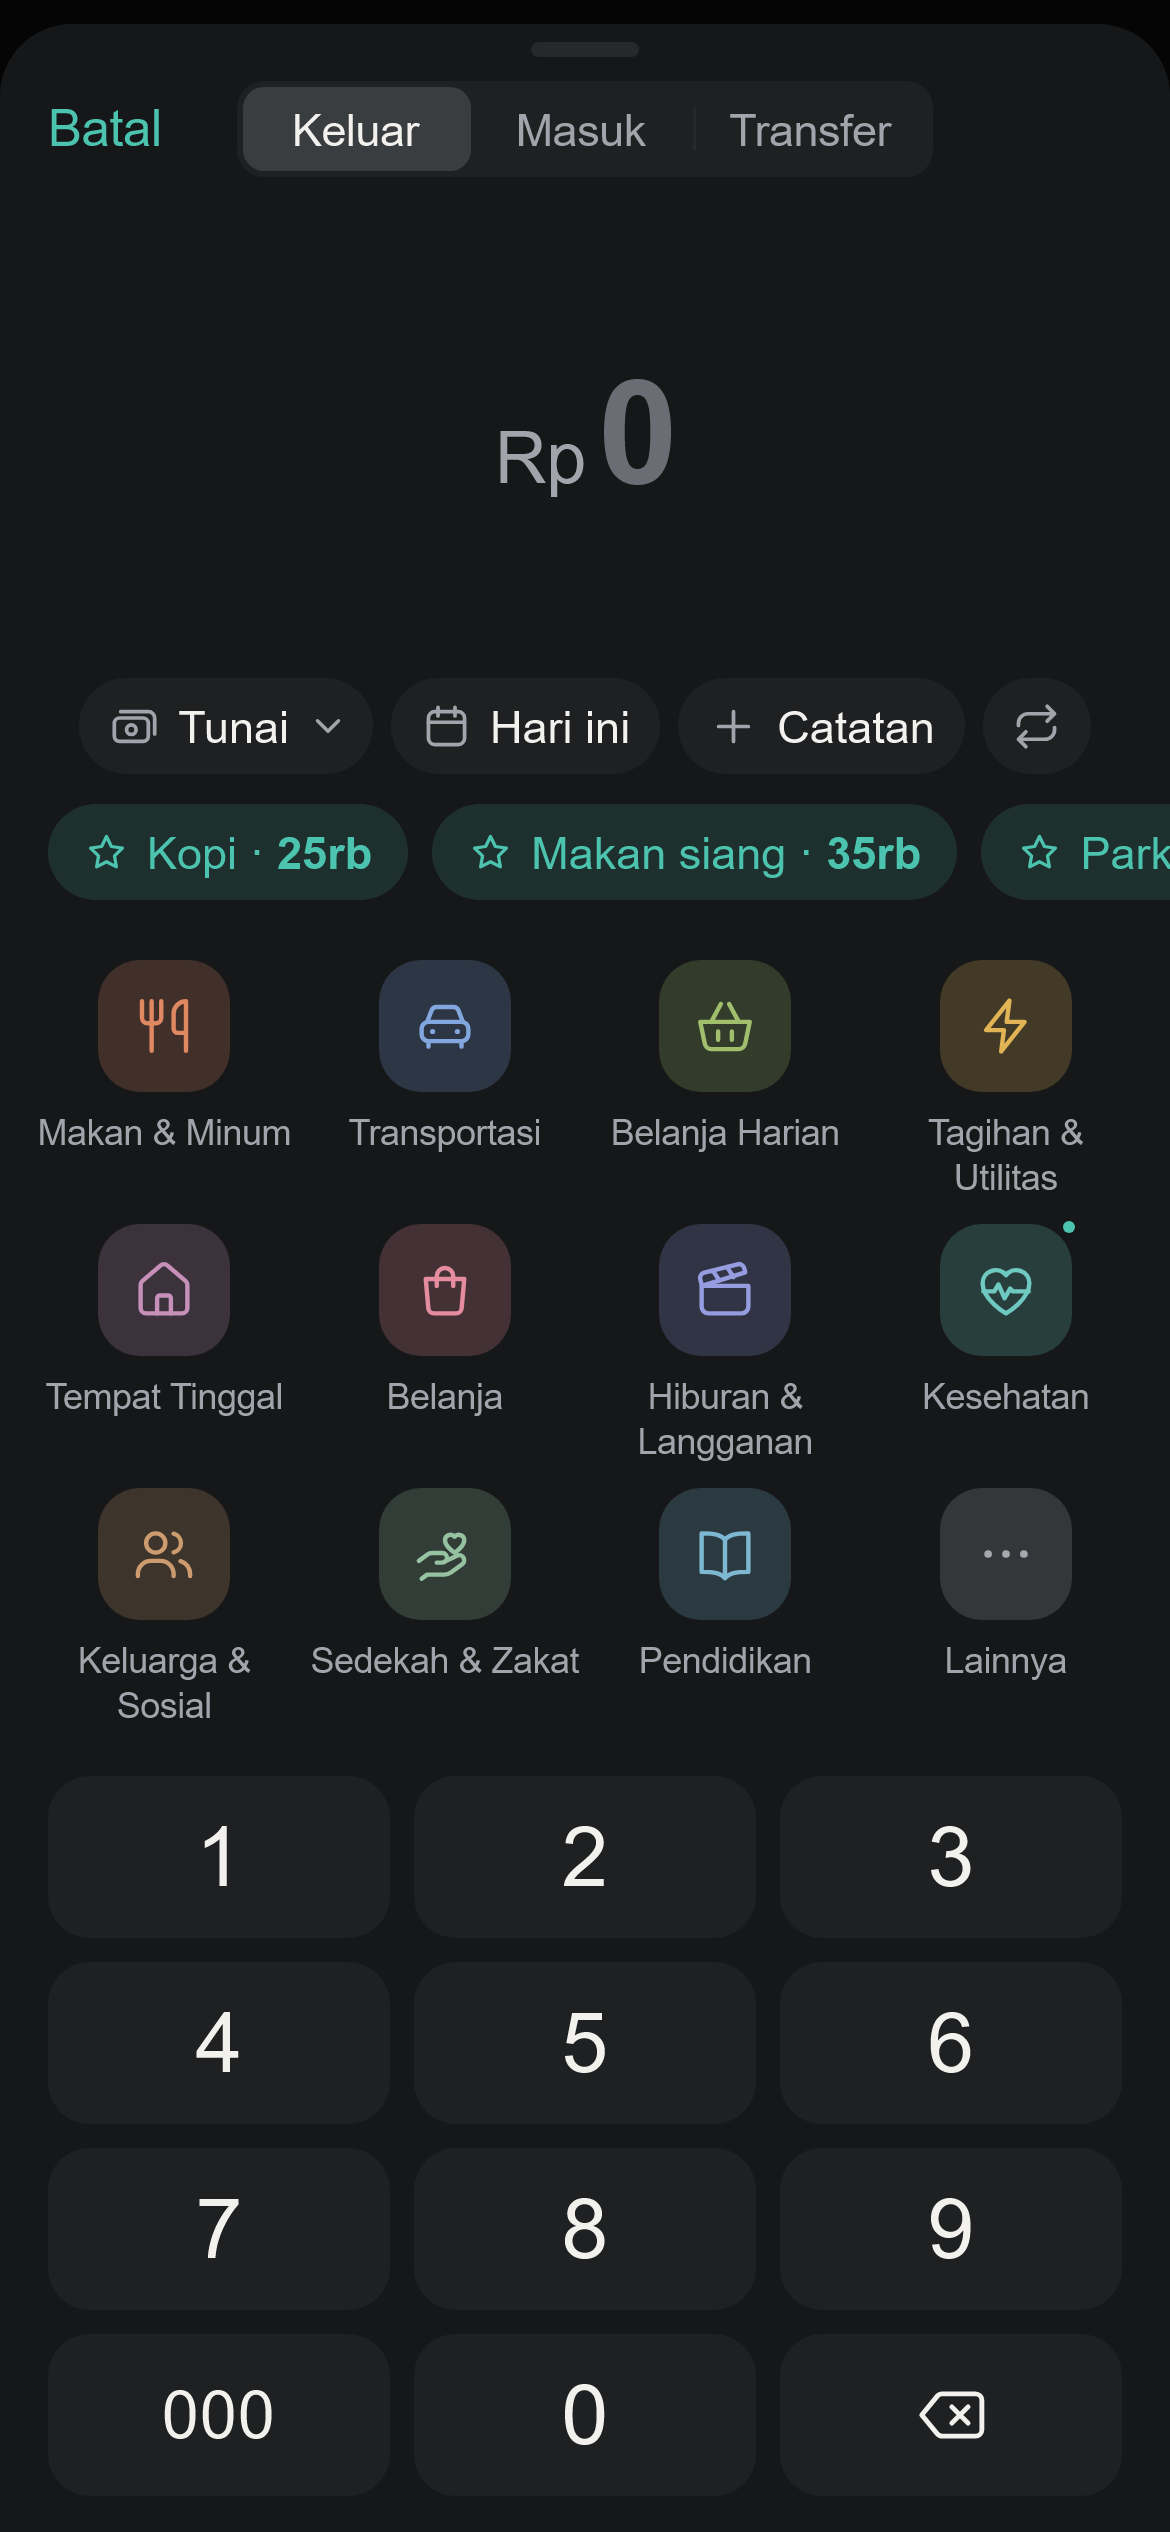 Batal
Keluar
Masuk
Transfer
Rp 0
Tunai
Hari ini
Catatan
Kopi · 25rb
Makan siang · 35rb
Park
Makan & Minum
Transportasi
Belanja Harian
Tagihan &
Utilitas
Tempat Tinggal
Belanja
Hiburan &
Langganan
Kesehatan
Keluarga &
Sosial
Sedekah & Zakat
Pendidikan
Lainnya
1
2
3
4
5
6
7
8
9
000
0